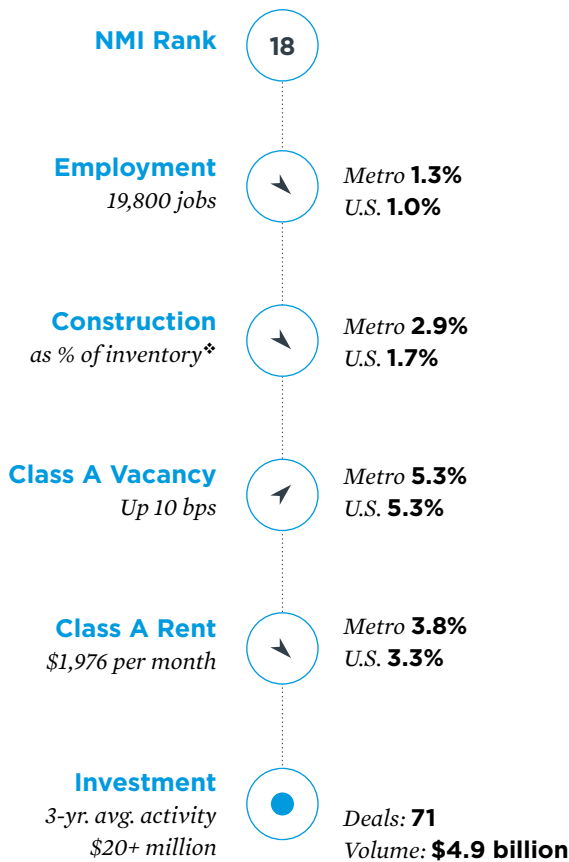 NMI Rank
18
Employment
19,800 jobs
Metro 1.3%
U.S. 1.0%
Construction
as % of inventory❖
Metro 2.9%
U.S. 1.7%
Class A Vacancy
Up 10 bps
Metro 5.3%
U.S. 5.3%
Class A Rent
$1,976 per month
Metro 3.8%
U.S. 3.3%
Investment
3-yr. avg. activity
$20+ million
Deals: 71
Volume: $4.9 billion